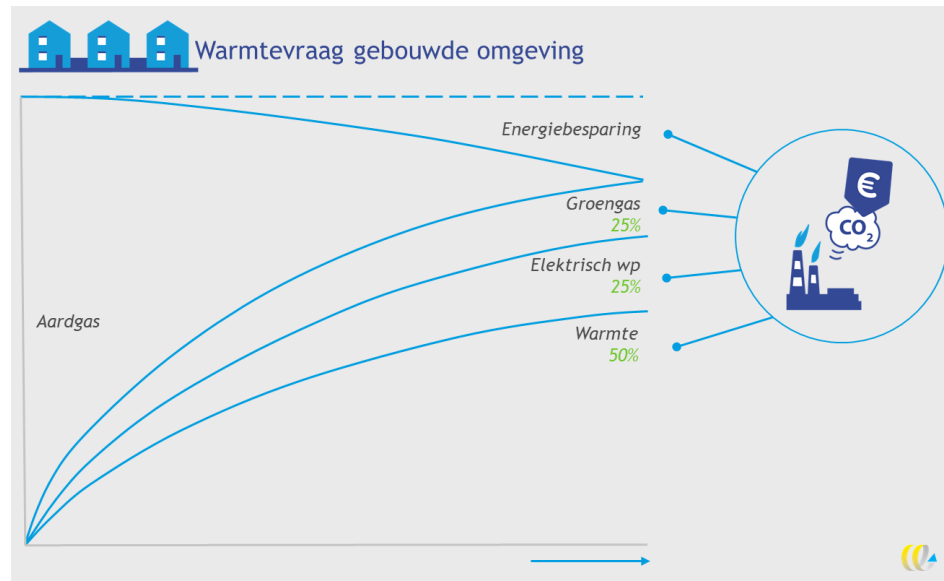 Warmtevraag gebouwde omgeving
Energiebesparing
Groengas
25%
Elektrisch wp
25%
Aardgas
Warmte
50%
€
CO2